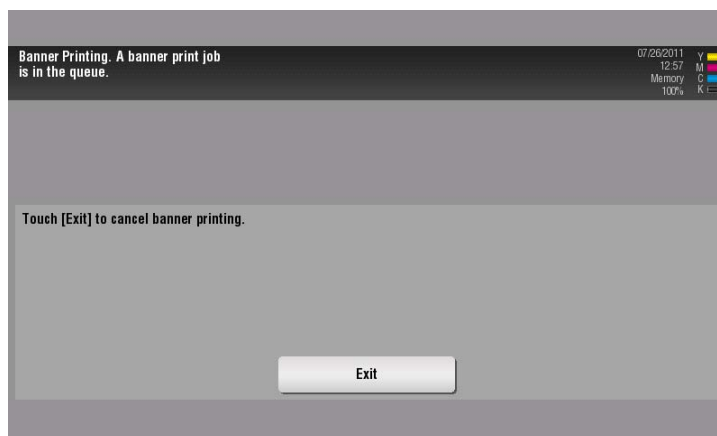 Banner Printing. A banner print job
is in the queue.
07/26/2011
12:57
Memory
100%
Y
M
C
K
Touch [Exit] to cancel banner printing.
Exit